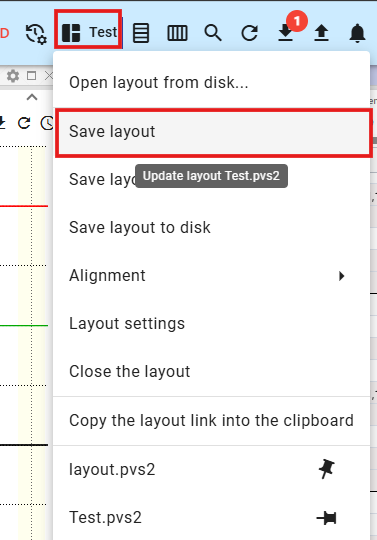 D
Test
1
Open layout from disk...
Save layout
Save layo
Update layout Test.pvs2
Save layout to disk
Alignment
Layout settings
Close the layout
Copy the layout link into the clipboard
layout.pvs2
Test.pvs2